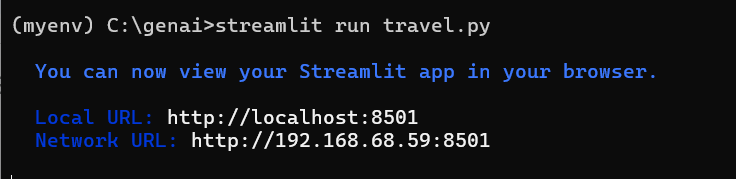 (myenv) C:\genai>streamlit run travel.py
You can now view your Streamlit app in your browser.
Local URL: http://localhost:8501
Network URL: http://192.168.68.59:8501